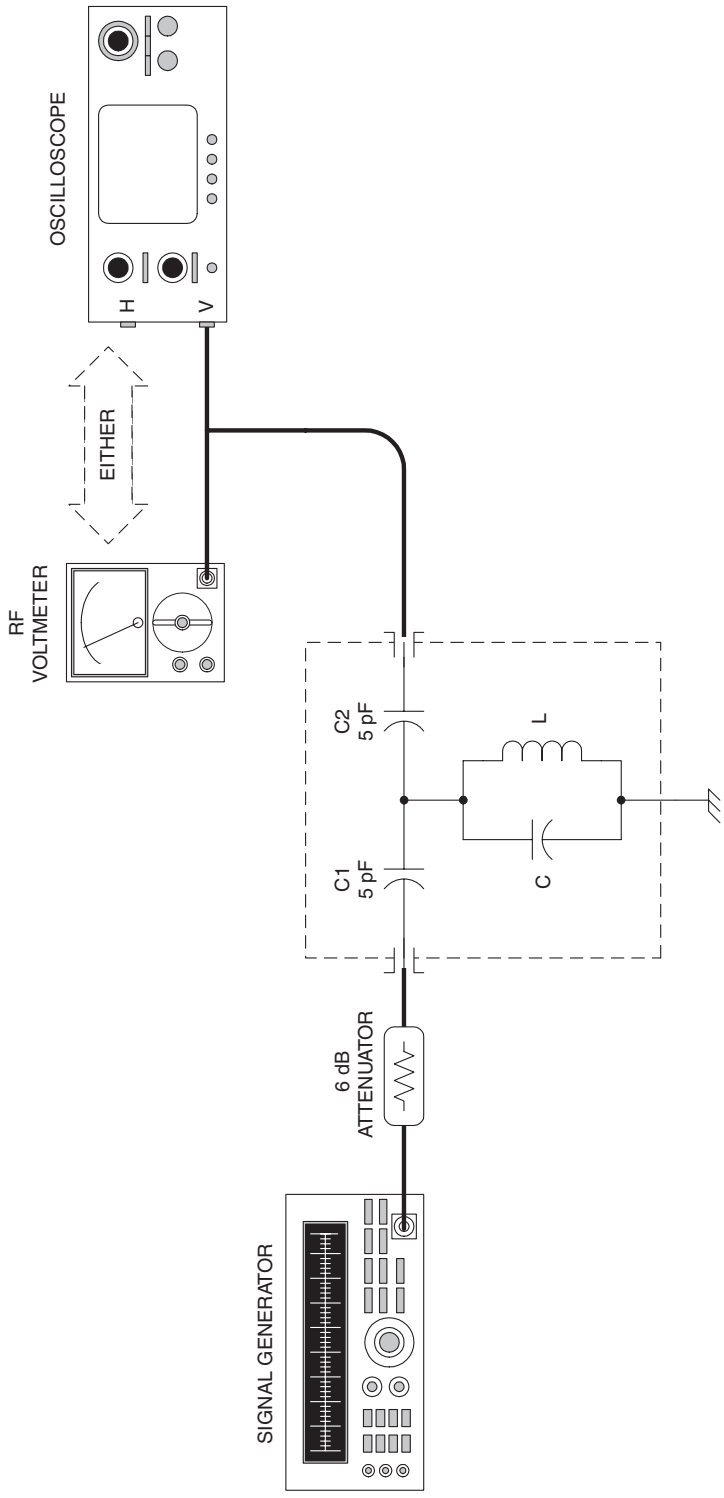 SIGNAL GENERATOR
6 dB
ATTENUATOR
C1
5 pF
C2
5 pF
C
L
RF
VOLTMETER
EITHER
OSCILLOSCOPE
H
V